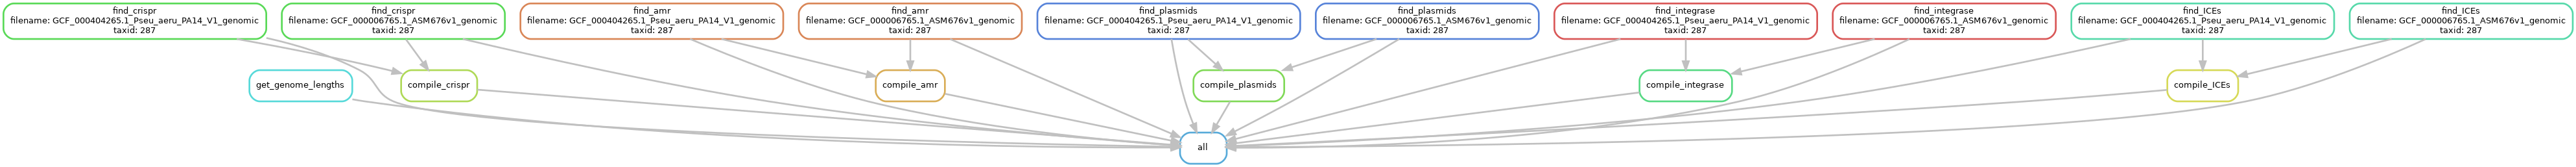 find_crispr
filename: GCF_000404265.1_Pseu_aeru_PA14_V1_genomic
taxid: 287
find_crispr
filename: GCF_000006765.1_ASM676v1_genomic
taxid: 287
find_amr
filename: GCF_000404265.1_Pseu_aeru_PA14_V1_genomic
taxid: 287
find_amr
filename: GCF_000006765.1_ASM676v1_genomic
taxid: 287
find_plasmids
filename: GCF_000404265.1_Pseu_aeru_PA14_V1_genomic
taxid: 287
find_plasmids
filename: GCF_000006765.1_ASM676v1_genomic
taxid: 287
find_integrase
filename: GCF_000404265.1_Pseu_aeru_PA14_V1_genomic
taxid: 287
find_integrase
filename: GCF_000006765.1_ASM676v1_genomic
taxid: 287
find_ICEs
filename: GCF_000404265.1_Pseu_aeru_PA14_V1_genomic
taxid: 287
find_ICEs
filename: GCF_000006765.1_ASM676v1_genomic
taxid: 287
get_genome_lengths
compile_crispr
compile_amr
compile_plasmids
compile_integrase
compile_ICEs
all